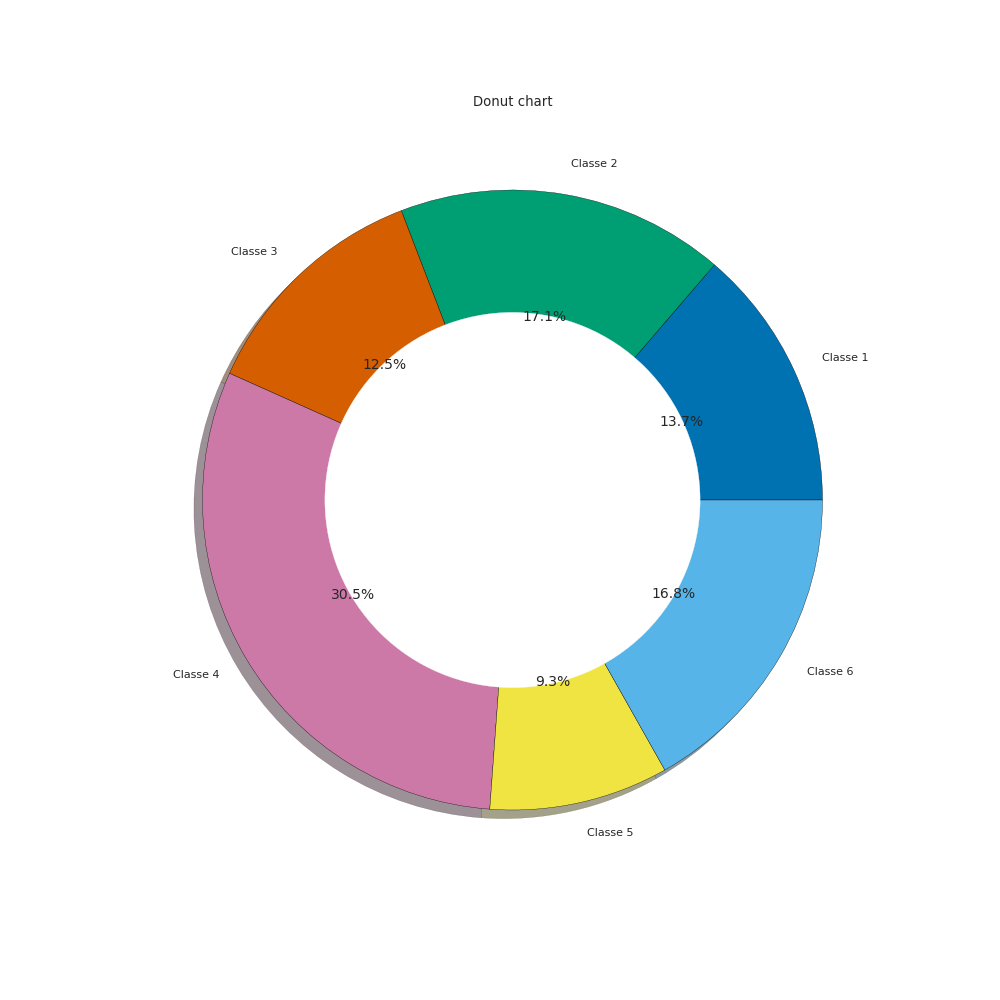 Donut chart
Classe 2
Classe 3
17.1%
Classe 1
12.5%
13.7%
16.8%
30.5%
Classe 6
Classe 4
9.3%
Classe 5